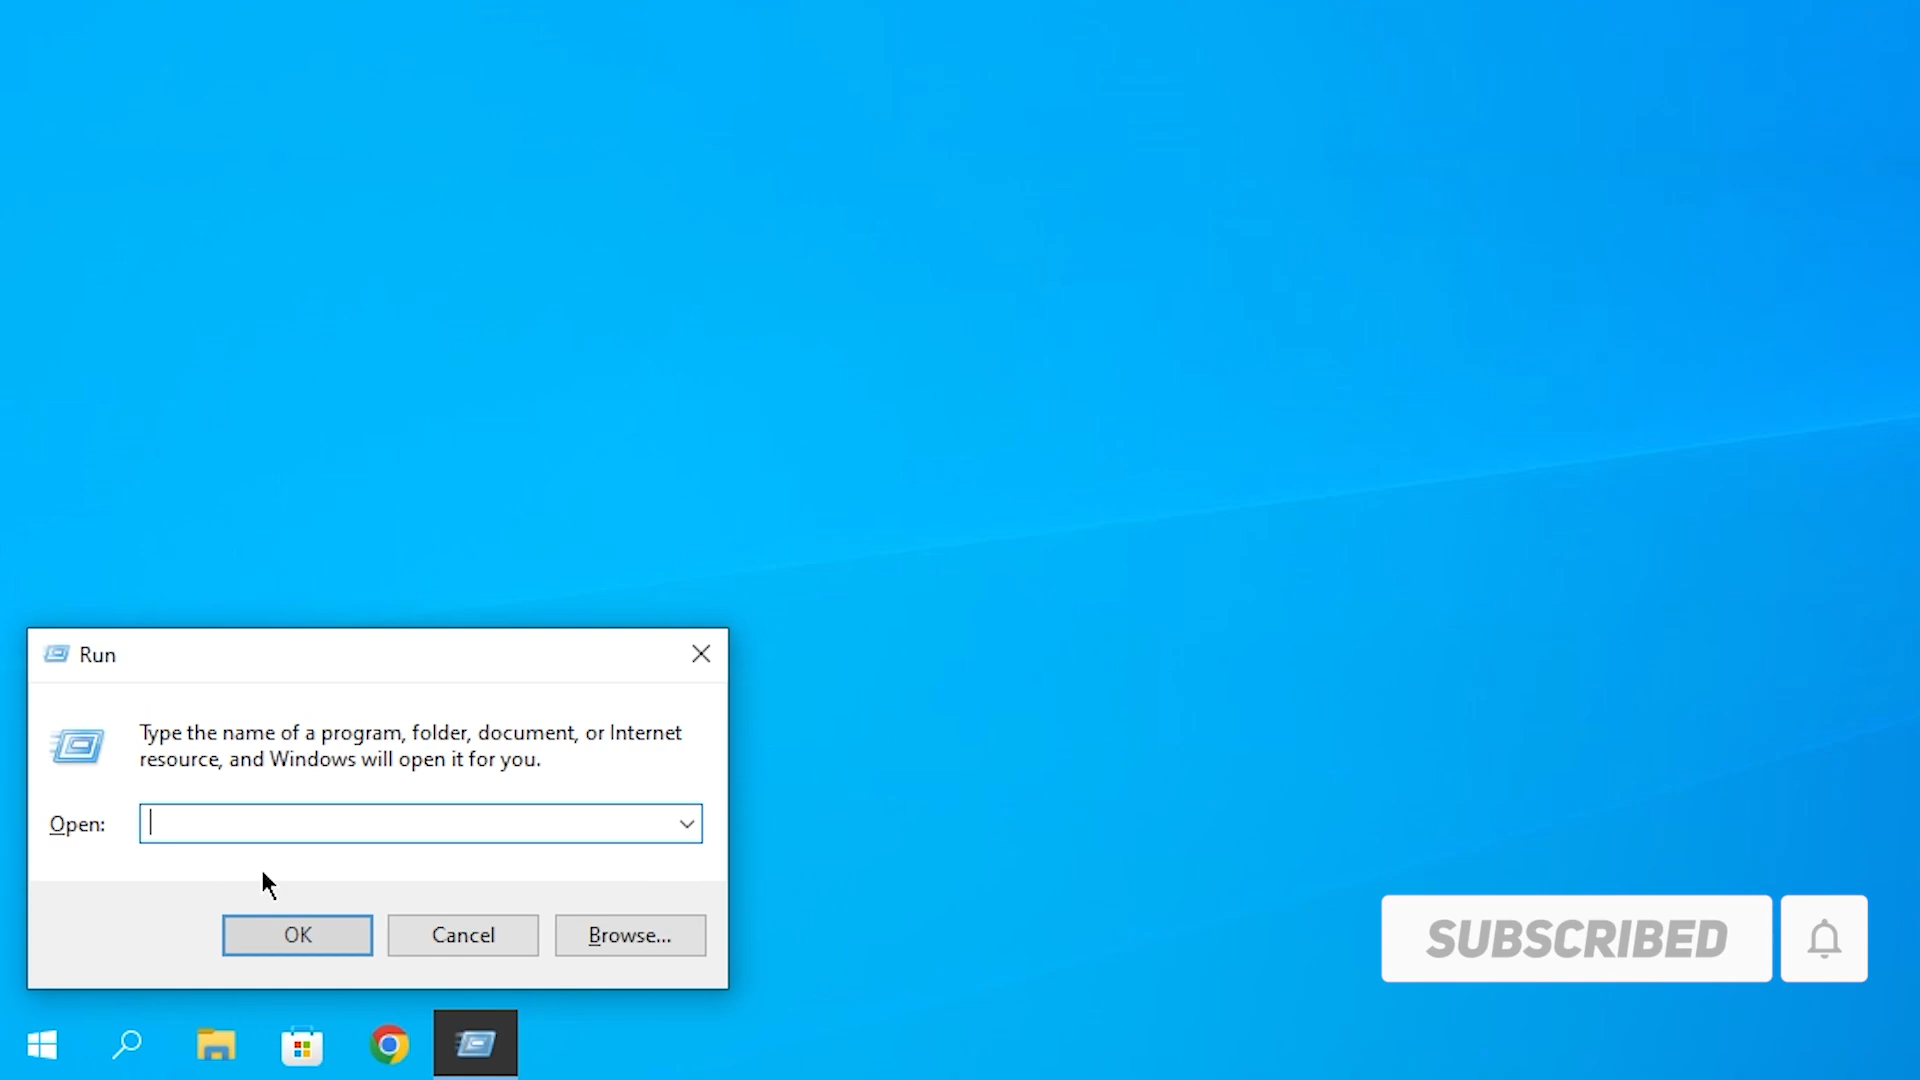 Run
Type the name of a program, folder, document, or Internet
resource, and Windows will open it for you.
Open:
OK
Cancel
Browse...
SUBSCRIBED